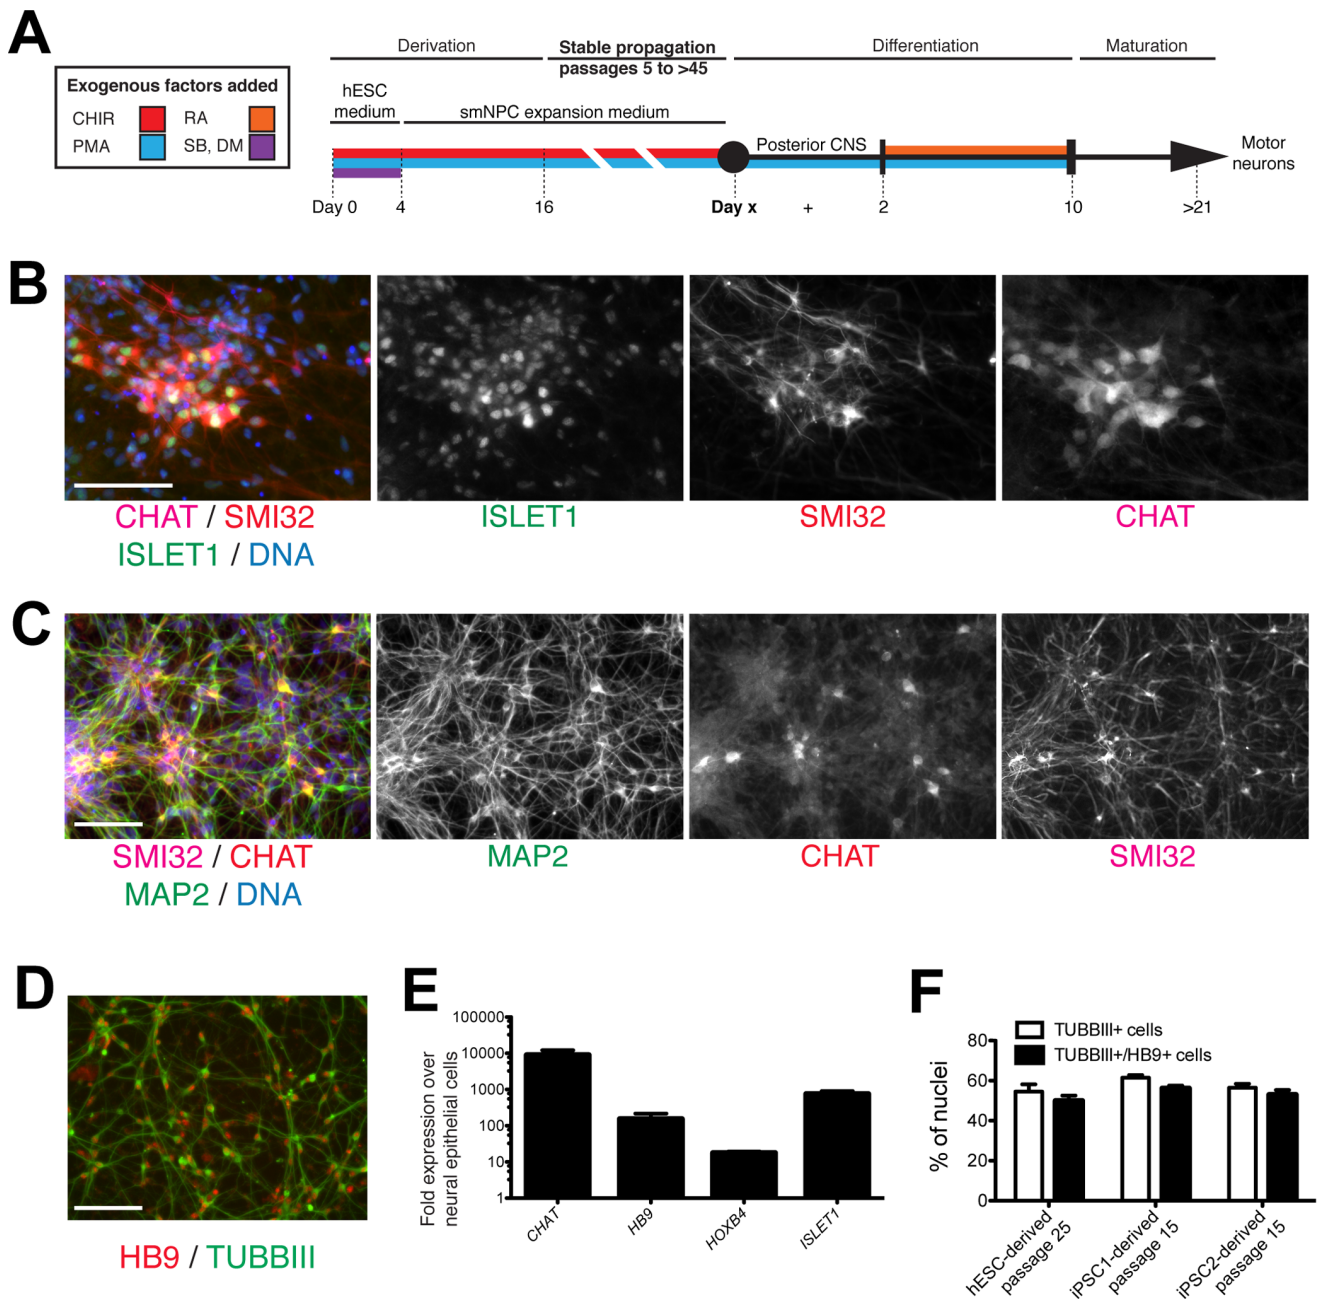 A
Exogenous factors added
CHIR
RA
PMA
SB, DM
Derivation
Stable propagation
passages 5 to >45
Differentiation
Maturation
hESC
medium
smNPC expansion medium
Posterior CNS
Motor
neurons
Day 0
4
16
Day x
+
2
10
>21
B
CHAT / SMI32
ISLET1 / DNA
ISLET1
SMI32
CHAT
C
SMI32 / CHAT
MAP2 / DNA
MAP2
CHAT
SMI32
D
HB9 / TUBBIII
E
Fold expression over
neural epithelial cells
100000
10000
1000
100
10
1
CHAT
HB9
HOXB4
ISLET1
F
TUBBIII+ cells
TUBBIII+/HB9+ cells
% of nuclei
80
60
40
20
0
hESC-derived
passage 25
iPSC1-derived
passage 15
iPSC2-derived
passage 15